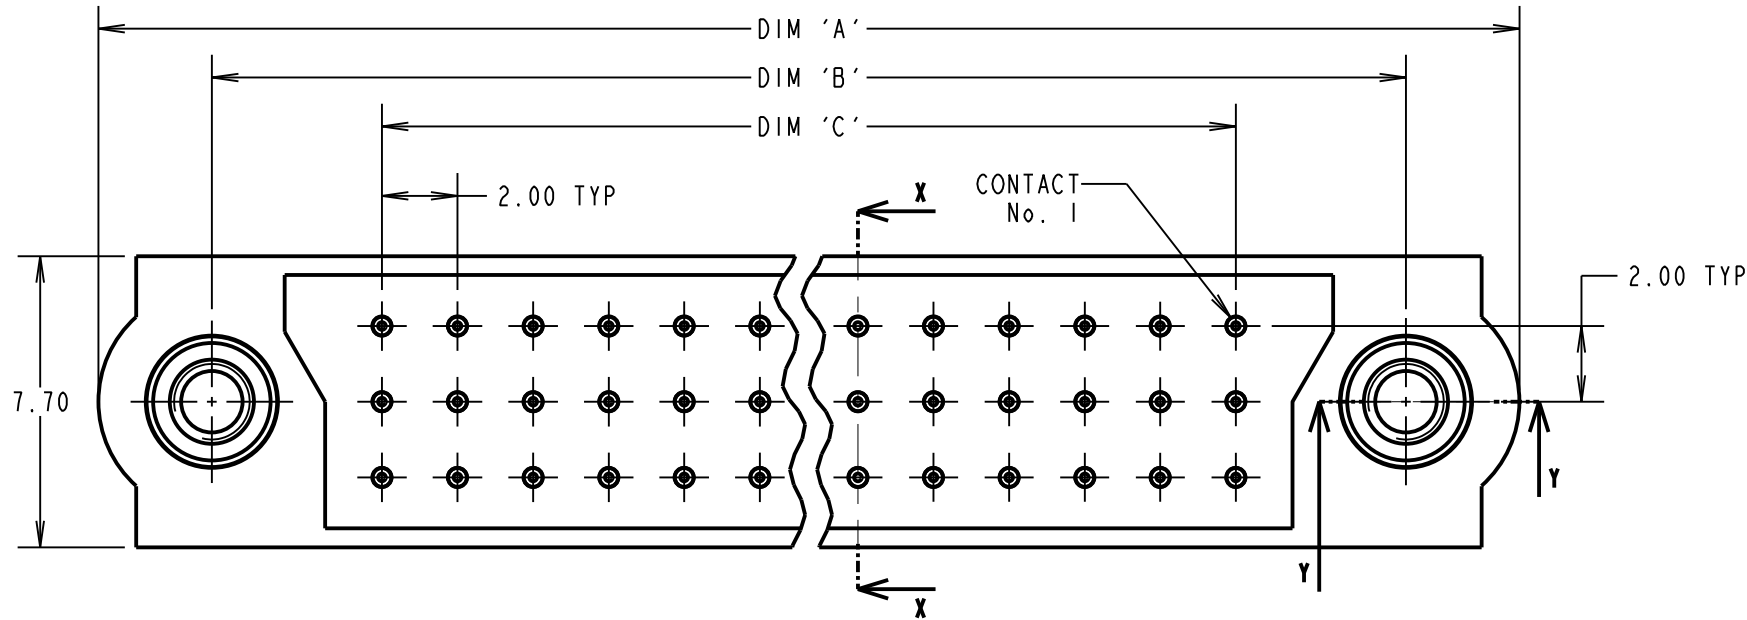 DIM 'A'
DIM 'B'
DIM 'C'
2.00 TYP
X
CONTACT
No. 1
2.00 TYP
7.70
Y
Y
X